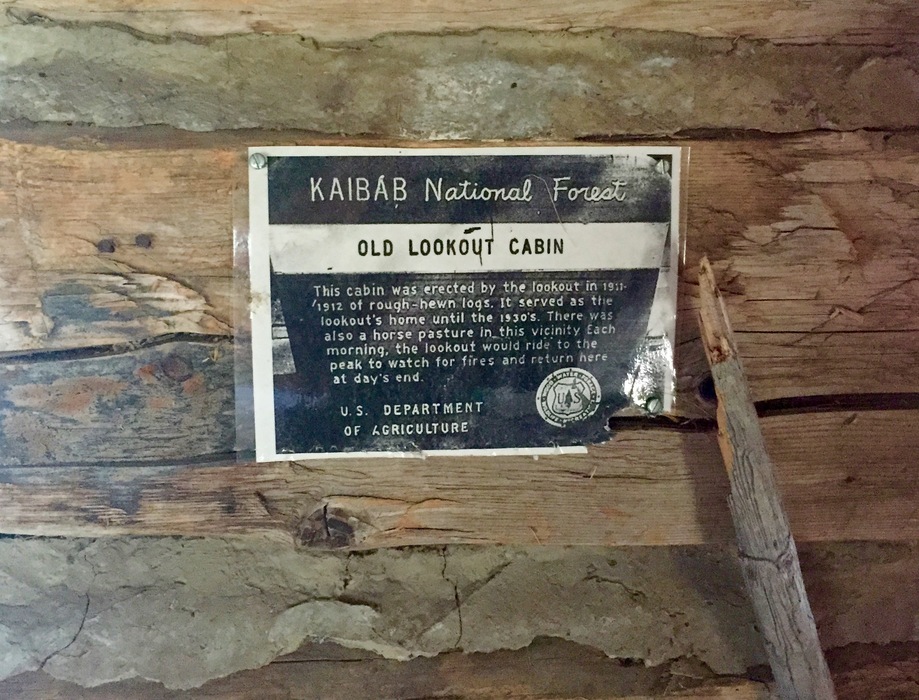 KAIBAB National Forest
OLD LOOKOUT CABIN
This cabin was erected by the lookout in 1911-
1912 of rough-hewn logs. It served as the
lookout's home until the 1930's. There was
also a horse pasture in this vicinity Each
morning, the lookout would ride to the
peak to watch for fires and return here
at day's end.
U.S. DEPARTMENT
OF AGRICULTURE
U S